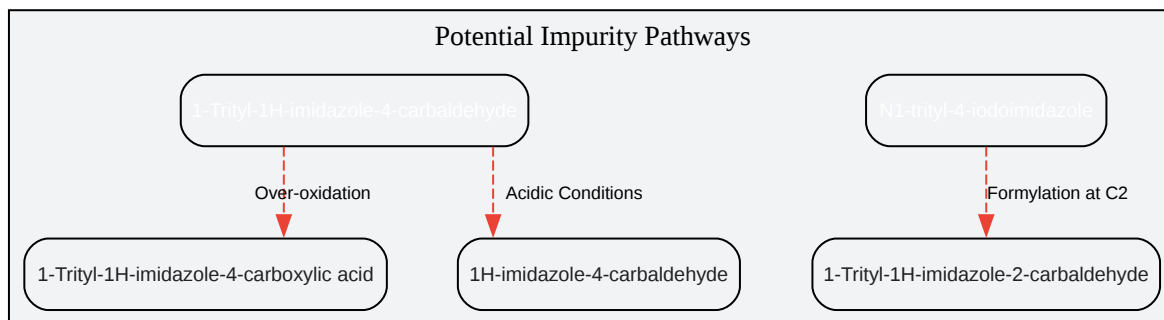 Potential Impurity Pathways
1-Trityl-1H-imidazole-4-carbaldehyde
N1-trityl-4-iodoimidazole
Over-oxidation
Acidic Conditions
Formylation at C2
1-Trityl-1H-imidazole-4-carboxylic acid
1H-imidazole-4-carbaldehyde
1-Trityl-1H-imidazole-2-carbaldehyde